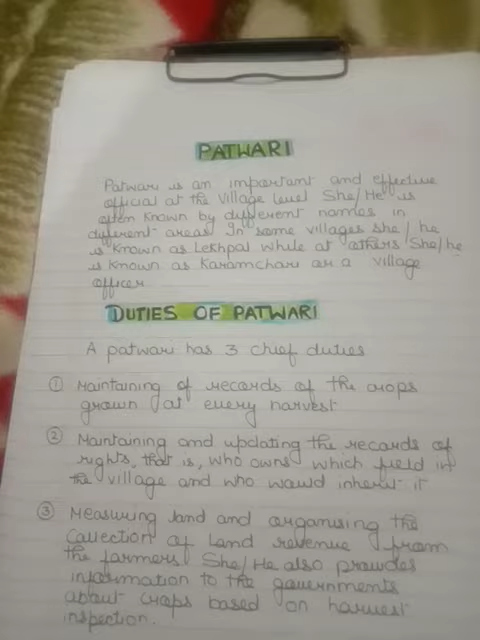 PATWARI
Patwari is an important and effective
official at the village level She/He is
often known by different names in
different areas In some villages she/he
is known as Lekhpal while at others She/he
is known as Karamchari or a village
officer
DUTIES OF PATWARI
A patwari has 3 chief duties
① Maintaining of records of the crops
grown at every harvest
② Maintaining and updating the records of
rights, that is, who owns which field in
the village and who would inherit it
③ Measuring land and organising the
collection of land revenue from
the farmers She/He also provides
information to the governments
about crops based on harvest
inspection.